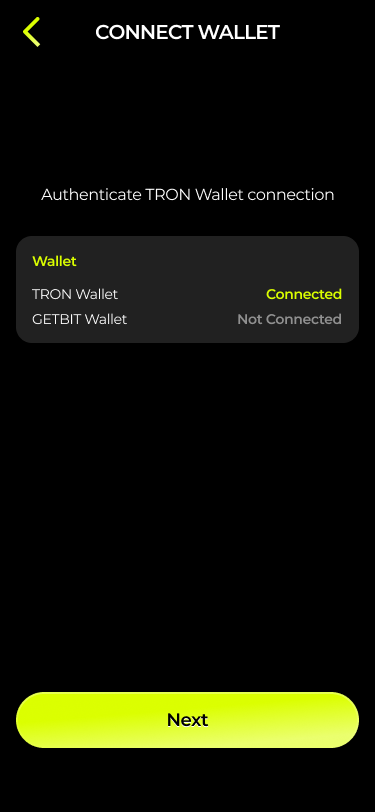 CONNECT WALLET
Authenticate TRON Wallet connection
Wallet
TRON Wallet Connected
GETBIT Wallet Not Connected
Next